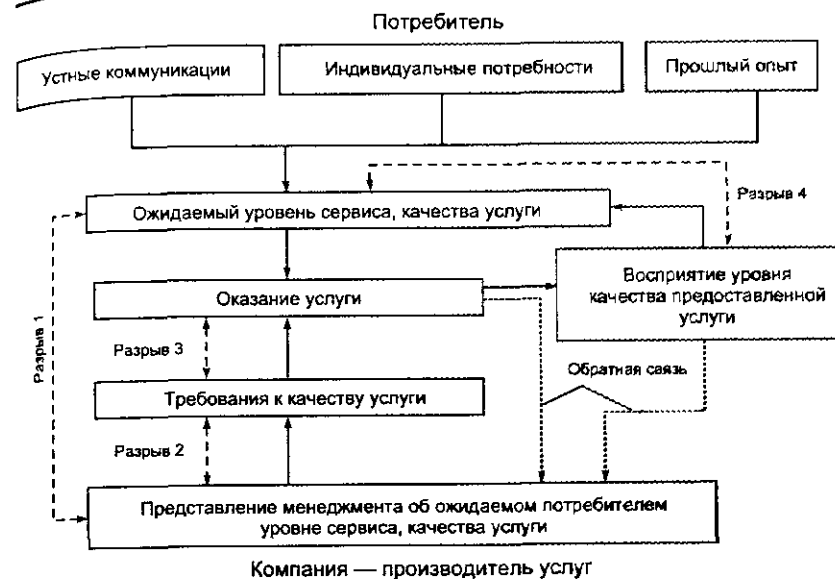 Потребитель
Устные коммуникации
Индивидуальные потребности
Прошлый опыт
Разрыв 4
Ожидаемый уровень сервиса, качества услуги
Оказание услуги
Восприятие уровня
качества предоставленной
услуги
Разрыв 1
Разрыв 3
Обратная связь
Требования к качеству услуги
Разрыв 2
Представление менеджмента об ожидаемом потребителем
уровне сервиса, качества услуги
Компания — производитель услуг